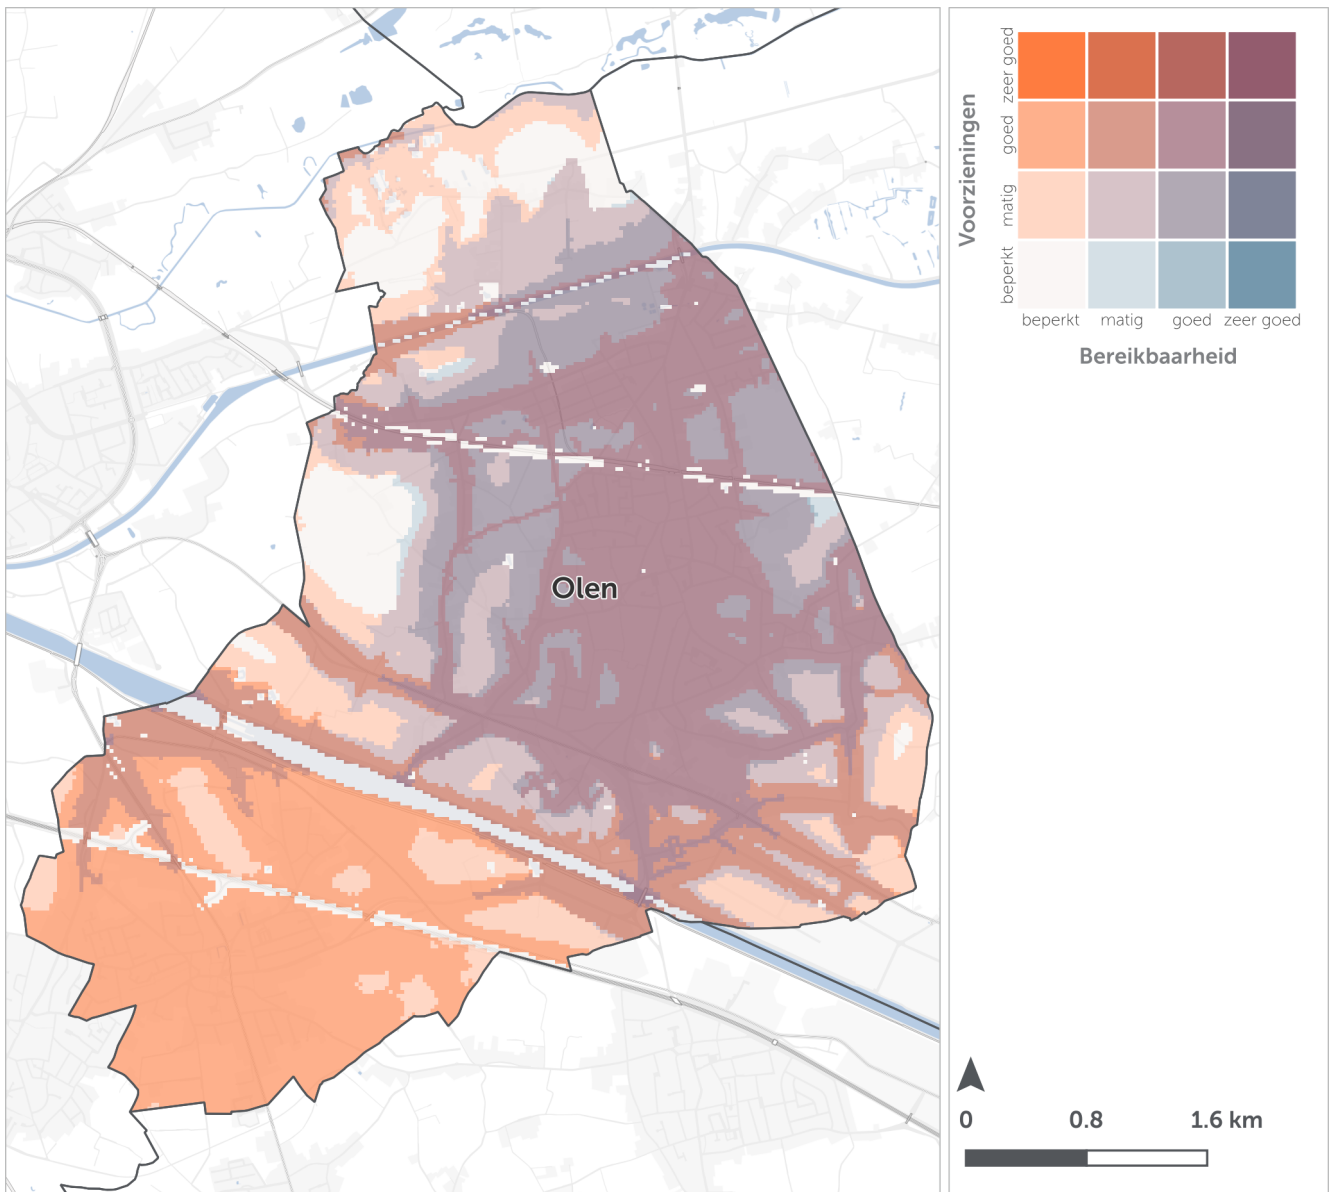 Olen
Voorzieningen
zeer goed
goed
matig
beperkt
beperkt matig goed zeer goed
Bereikbaarheid
0 0.8 1.6 km